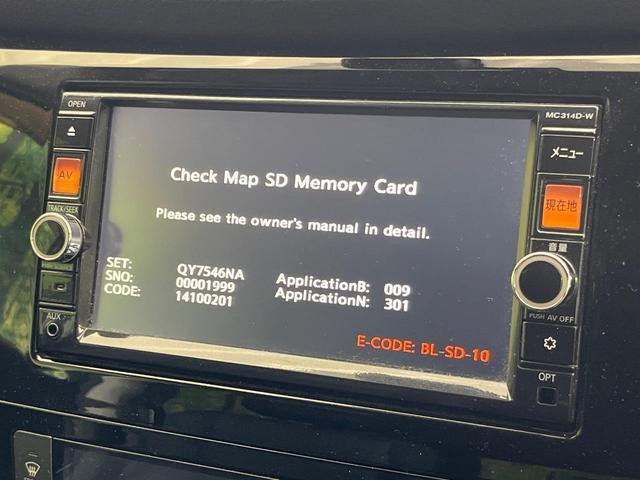 OPEN
MC314D-W
AV
メニュー
TRACK/SEEK
現在地
Check Map SD Memory Card
Please see the owner's manual in detail.
音量
SET: QY7546NA ApplicationB: 009
SNO: 00001999 ApplicationN: 301
CODE: 14100201
AUX
PUSH AV OFF
E-CODE: BL-SD-10
OPT